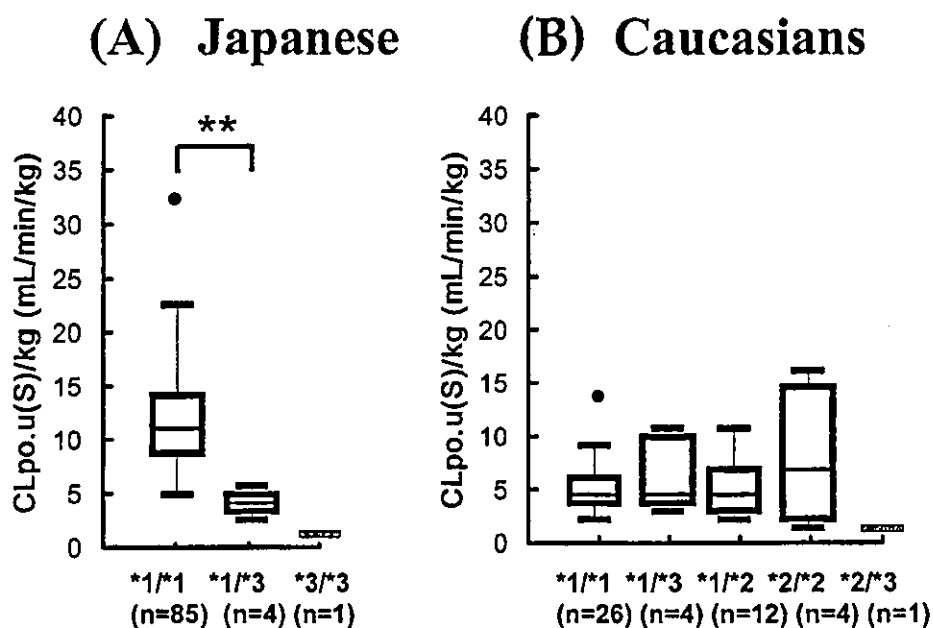 (A) Japanese
(B) Caucasians
CLpo.u(S)/kg (mL/min/kg)
40
35
30
25
20
15
10
5
0
**
*1/*1 *1/*3 *3/*3
(n=85) (n=4) (n=1)
CLpo.u(S)/kg (mL/min/kg)
40
35
30
25
20
15
10
5
0
*1/*1 *1/*3 *1/*2 *2/*2 *2/*3
(n=26) (n=4) (n=12) (n=4) (n=1)